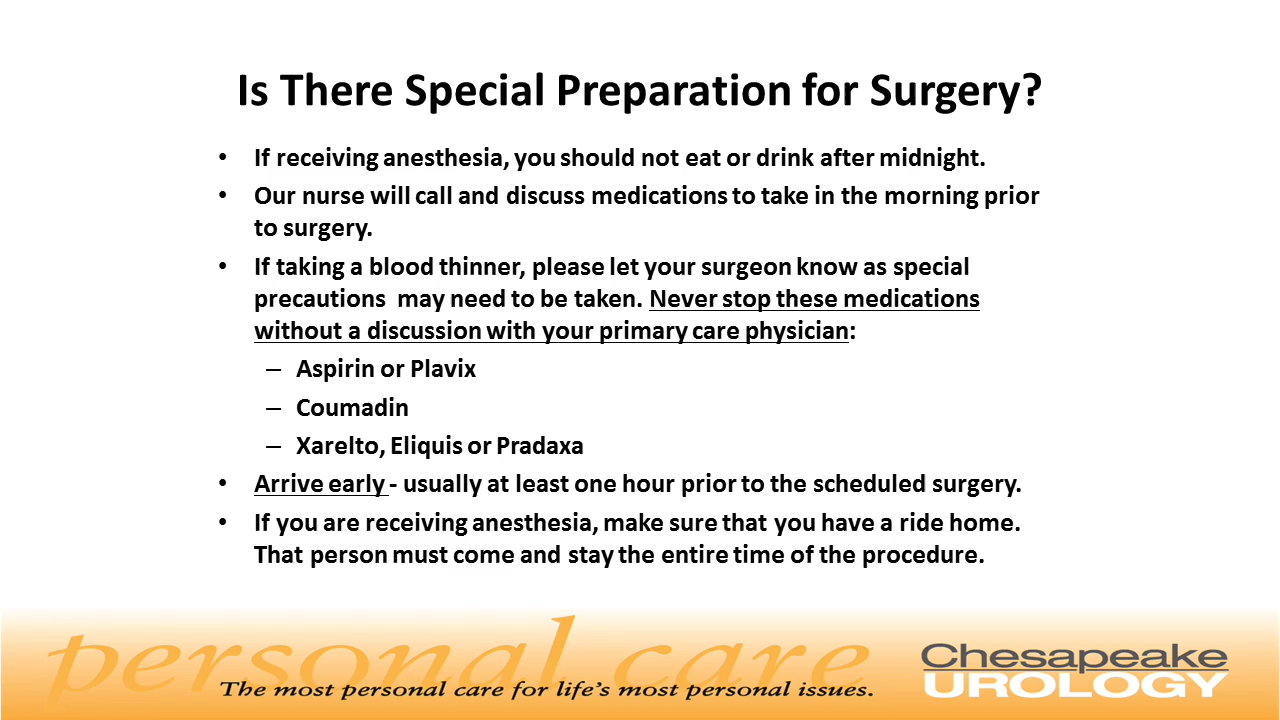 Is There Special Preparation for Surgery?
• If receiving anesthesia, you should not eat or drink after midnight.
• Our nurse will call and discuss medications to take in the morning prior
to surgery.
• If taking a blood thinner, please let your surgeon know as special
precautions may need to be taken. Never stop these medications
without a discussion with your primary care physician:
– Aspirin or Plavix
– Coumadin
– Xarelto, Eliquis or Pradaxa
• Arrive early - usually at least one hour prior to the scheduled surgery.
• If you are receiving anesthesia, make sure that you have a ride home.
That person must come and stay the entire time of the procedure.
personal care
The most personal care for life's most personal issues.
Chesapeake
UROLOGY